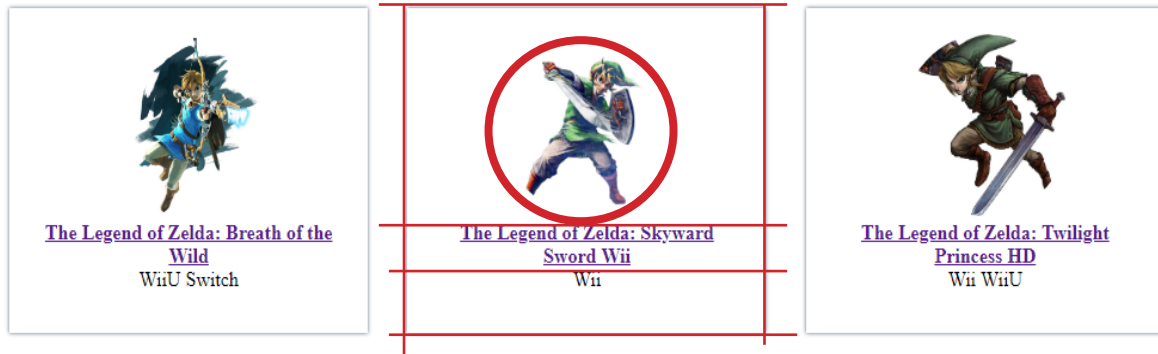 The Legend of Zelda: Breath of the
Wild
WiiU Switch
The Legend of Zelda: Skyward
Sword Wii
Wii
The Legend of Zelda: Twilight
Princess HD
Wii WiiU